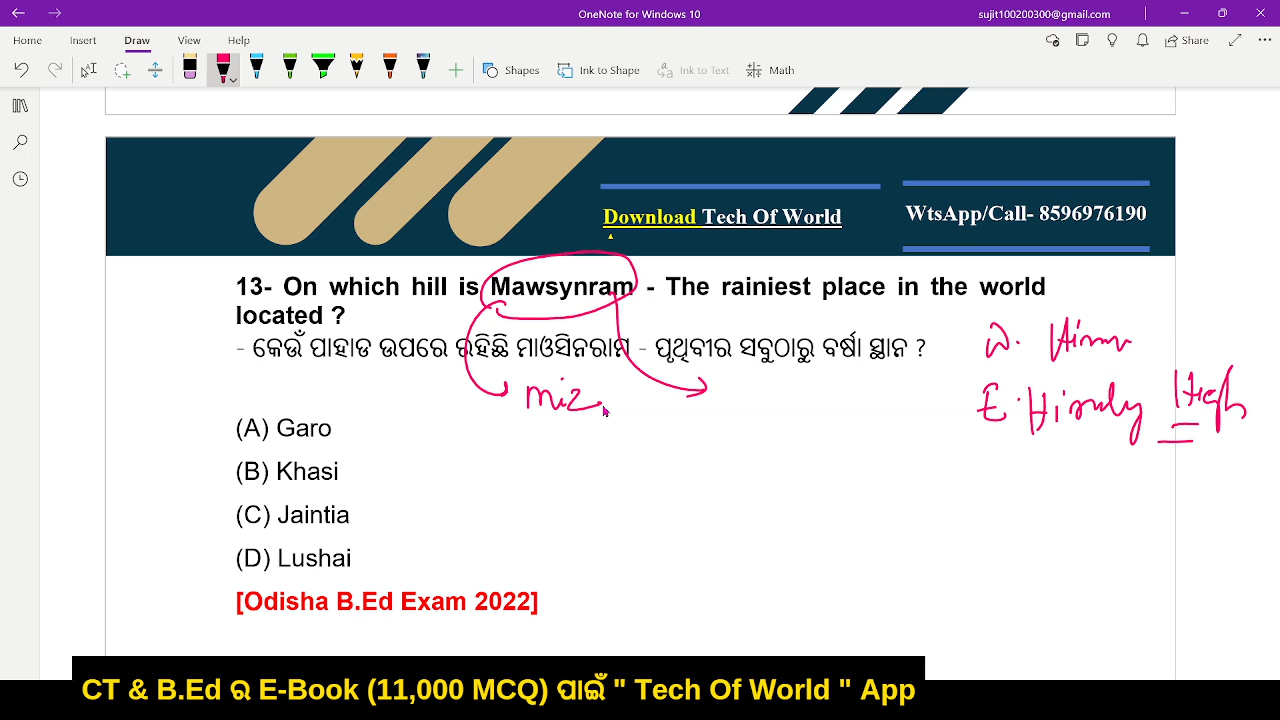 OneNote for Windows 10
sujit100200300@gmail.com
Home Insert Draw View Help
Share
Shapes Ink to Shape Ink to Text Math
Download Tech Of World
WtsApp/Call- 8596976190
13- On which hill is Mawsynram - The rainiest place in the world
located ?
- କେଉଁ ପାହାଡ ଉପରେ ରହିଛି ମାଓସିନରାମ - ପୃଥିବୀର ସବୁଠାରୁ ବର୍ଷା ସ୍ଥାନ ?
miz
(A) Garo
(B) Khasi
(C) Jaintia
(D) Lushai
[Odisha B.Ed Exam 2022]
CT & B.Ed ର E-Book (11,000 MCQ) ପାଇଁ " Tech Of World " App